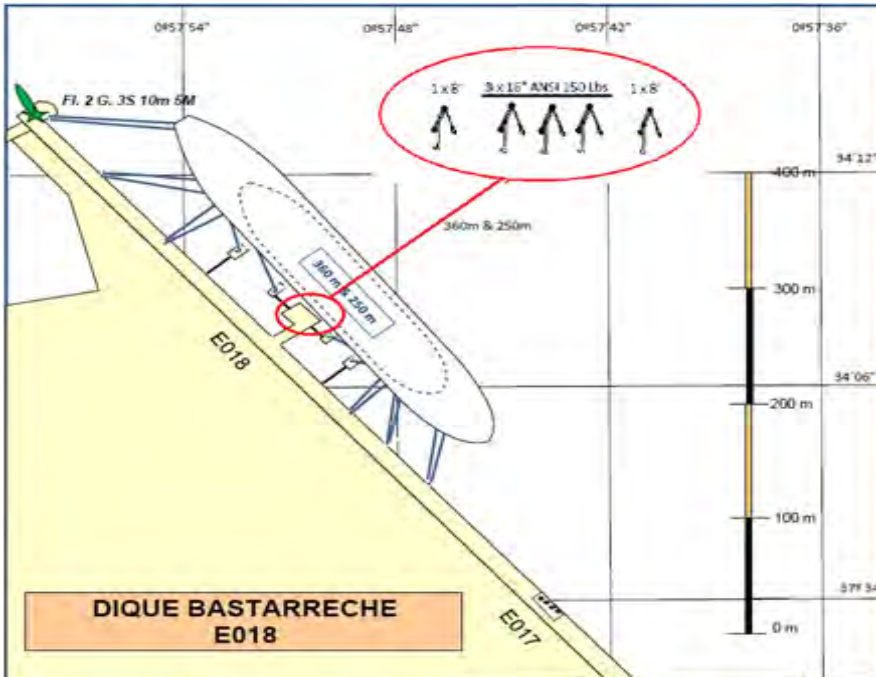 0º57´54”
0º57´48”
0º57´42”
0º57´36”
Fl. 2 G. 3S 10m 5M
1 x 8"
3 x 16" ANSI 150 Lbs
1 x 8"
34´12”
400 m
360m & 250m
360 m & 250 m
300 m
E018
34´06”
200 m
100 m
37º 54
DIQUE BASTARRECHE
E018
E017
0 m